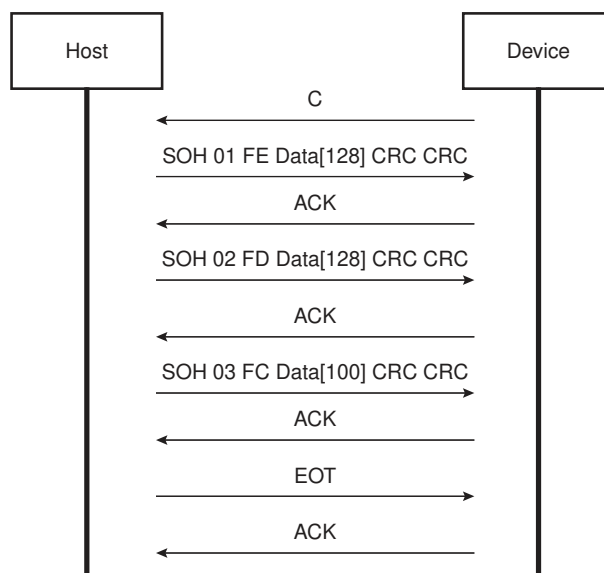 Host
Device
C
SOH 01 FE Data[128] CRC CRC
ACK
SOH 02 FD Data[128] CRC CRC
ACK
SOH 03 FC Data[100] CRC CRC
ACK
EOT
ACK